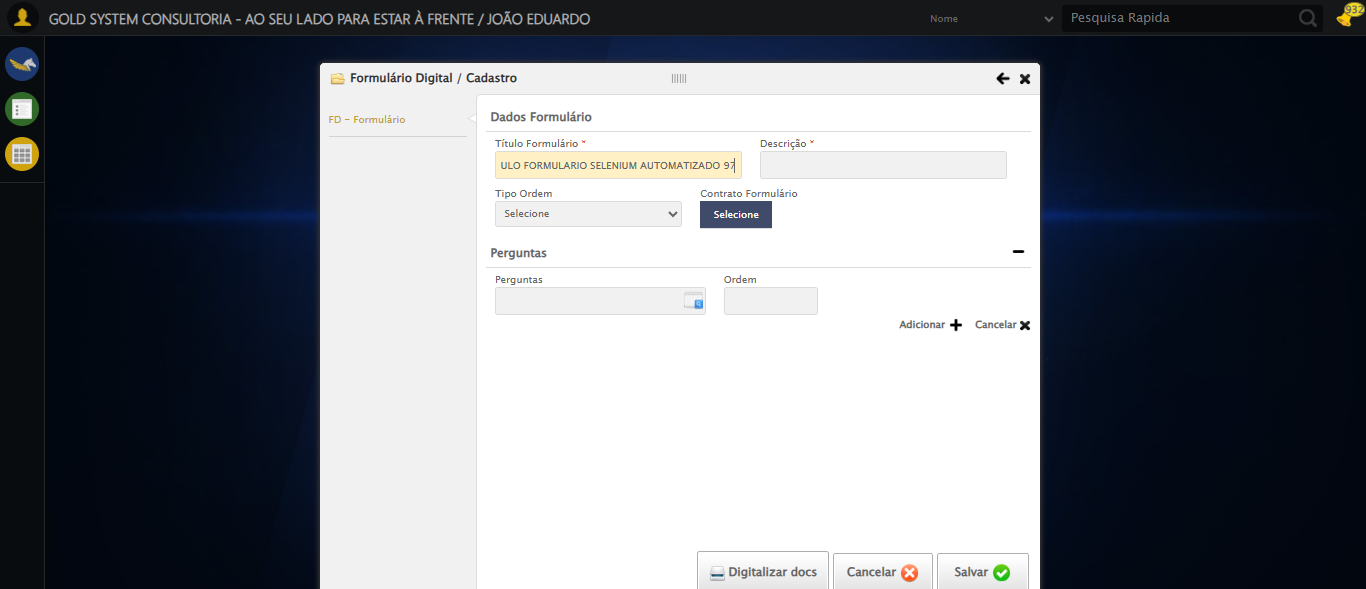 GOLD SYSTEM CONSULTORIA - AO SEU LADO PARA ESTAR À FRENTE / JOÃO EDUARDO
Nome
Pesquisa Rapida
932
Formulário Digital / Cadastro
FD - Formulário
Dados Formulário
Título Formulário *
Descrição *
ULO FORMULARIO SELENIUM AUTOMATIZADO 97
Tipo Ordem
Contrato Formulário
Selecione
Selecione
Perguntas
Perguntas
Ordem
Adicionar
Cancelar
Digitalizar docs
Cancelar
Salvar